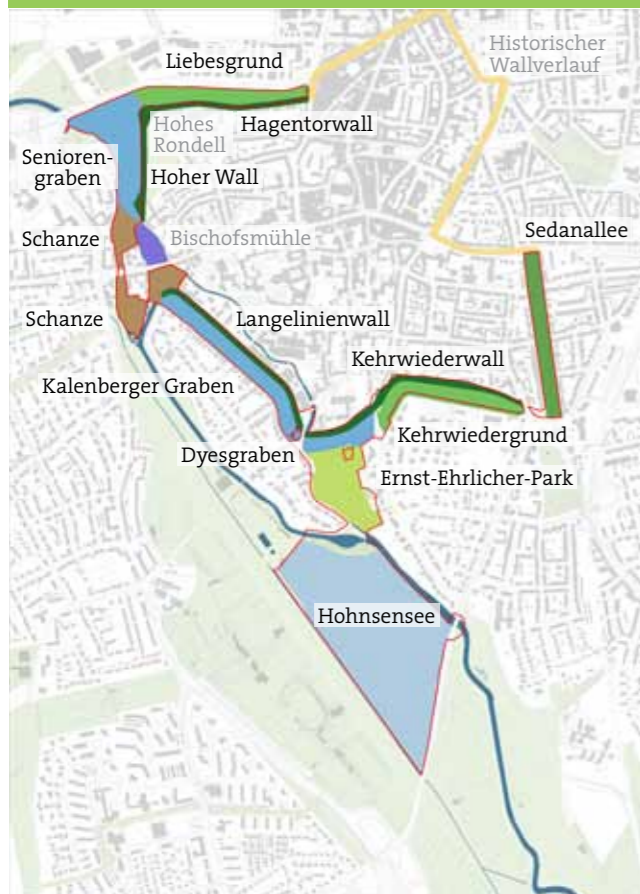 Historischer
Wallverlauf
Liebesgrund
Hohes
Rondell
Hagentorwall
Senioren-
graben
Hoher Wall
Schanze
Bischofsmühle
Sedanallee
Schanze
Langelinienwall
Kehrwiederwall
Kalenberger Graben
Kehrwiedergrund
Dyesgraben
Ernst-Ehrlicher-Park
Hohnsensee